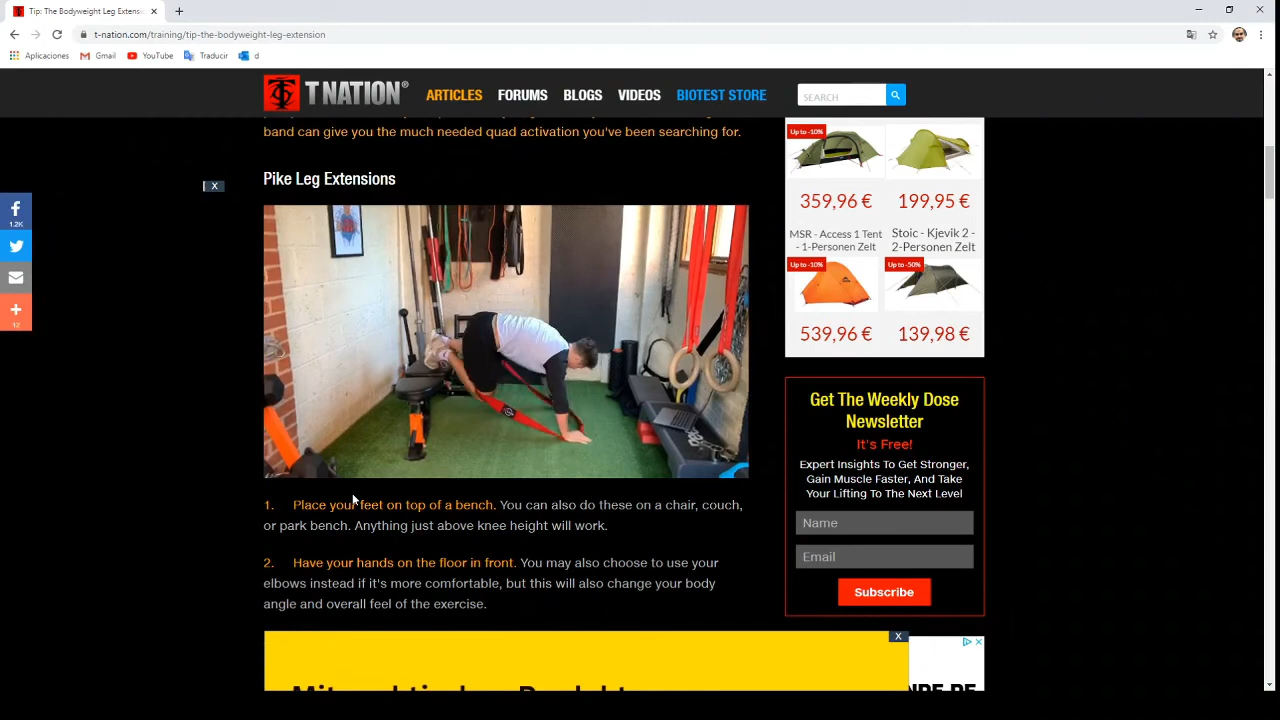 Tip: The Bodyweight Leg Extensi
t-nation.com/training/tip-the-bodyweight-leg-extension
Aplicaciones
Gmail
YouTube
Traducir
d
T NATION®
ARTICLES
FORUMS
BLOGS
VIDEOS
BIOTEST STORE
SEARCH
band can give you the much needed quad activation you've been searching for.
Pike Leg Extensions
X
1.2K
12
1. Place your feet on top of a bench. You can also do these on a chair, couch,
or park bench. Anything just above knee height will work.
2. Have your hands on the floor in front. You may also choose to use your
elbows instead if it's more comfortable, but this will also change your body
angle and overall feel of the exercise.
Up to -10%
359,96 €
199,95 €
MSR - Access 1 Tent
- 1-Personen Zelt
Stoic - Kjevik 2 -
2-Personen Zelt
Up to -10%
Up to -50%
539,96 €
139,98 €
Get The Weekly Dose
Newsletter
It's Free!
Expert Insights To Get Stronger,
Gain Muscle Faster, And Take
Your Lifting To The Next Level
Name
Email
Subscribe
X